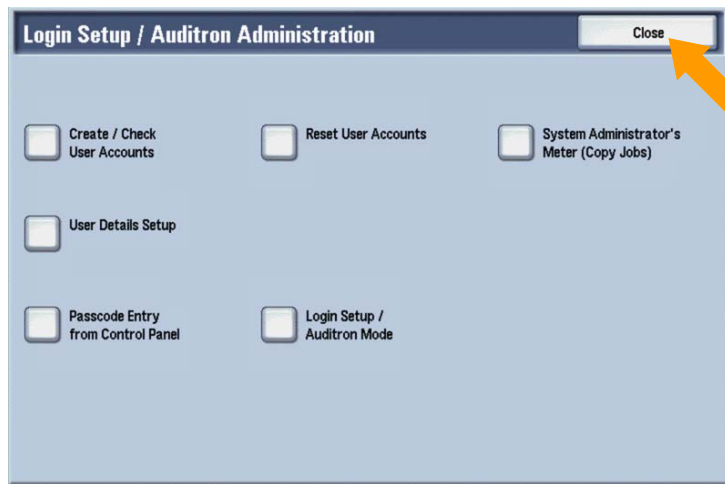 Login Setup / Auditron Administration
Close
Create / Check
User Accounts
Reset User Accounts
System Administrator's
Meter (Copy Jobs)
User Details Setup
Passcode Entry
from Control Panel
Login Setup /
Auditron Mode